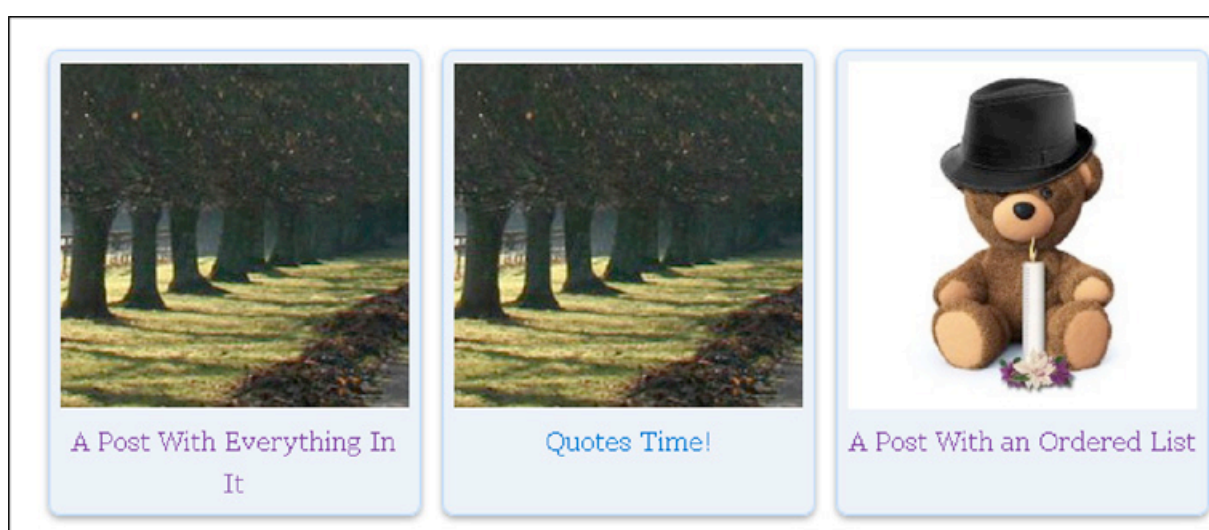 A Post With Everything In
It
Quotes Time!
A Post With an Ordered List